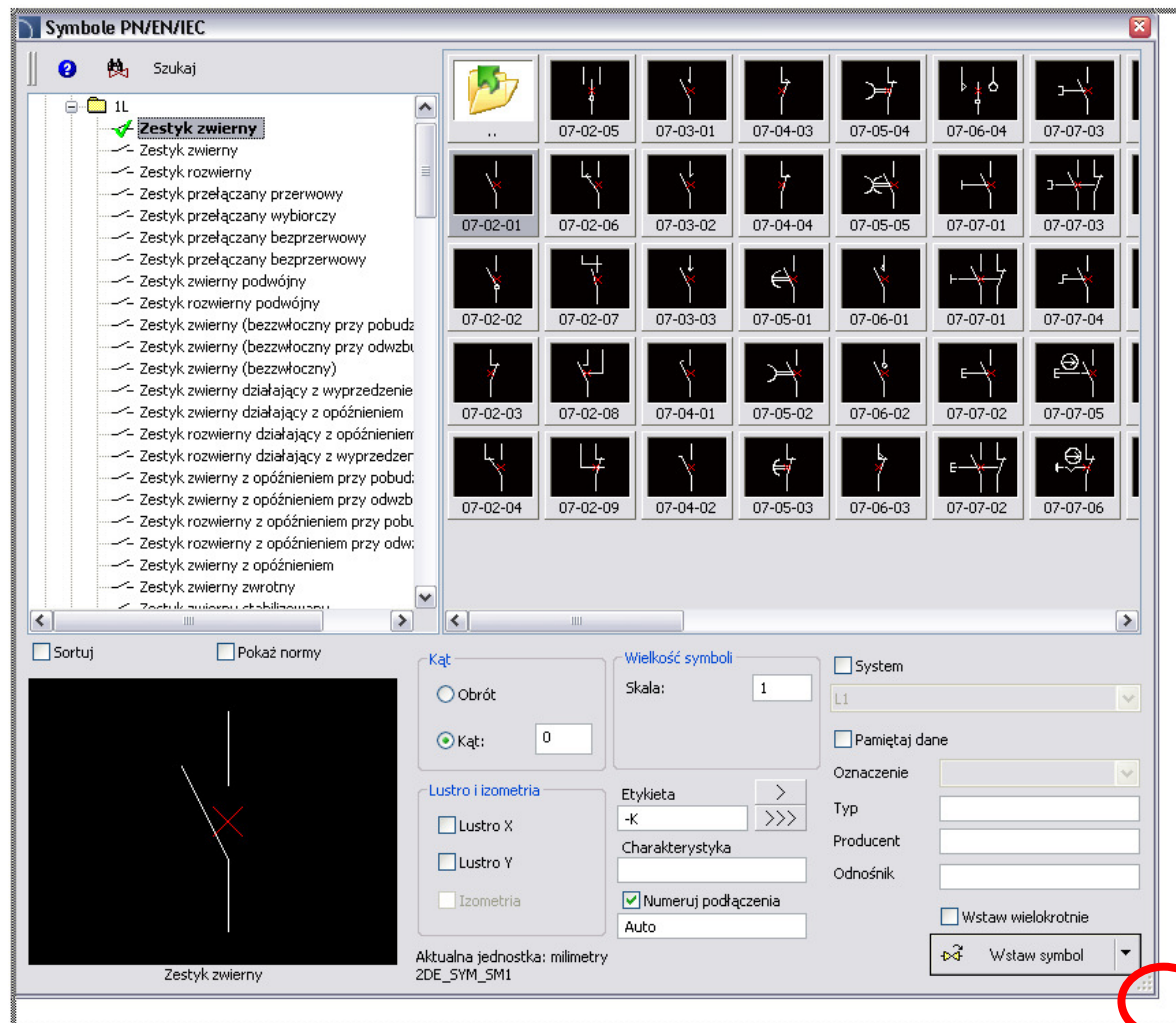 Symbole PN/EN/IEC
Szukaj
1L
Zestyk zwierny
Zestyk zwierny
Zestyk rozwierny
Zestyk przełączany przerwowy
Zestyk przełączany wybiorczy
Zestyk przełączany bezprzerwowy
Zestyk przełączany bezprzerwowy
Zestyk zwierny podwójny
Zestyk rozwierny podwójny
Zestyk zwierny (bezzwłoczny przy pobudz
Zestyk zwierny (bezzwłoczny przy odwzbu
Zestyk zwierny (bezzwłoczny)
Zestyk zwierny działający z wyprzedzenie
Zestyk zwierny działający z opóźnieniem
Zestyk rozwierny działający z opóźnieniem
Zestyk rozwierny działający z wyprzedzen
Zestyk zwierny z opóźnieniem przy pobud
Zestyk zwierny z opóźnieniem przy odwzb
Zestyk rozwierny z opóźnieniem przy pobu
Zestyk rozwierny z opóźnieniem przy odw
Zestyk zwierny z opóźnieniem
Zestyk zwierny zwrotny
Zestyk zwierny stabilizowany
.. 07-02-05 07-03-01 07-04-03 07-05-04 07-06-04 07-07-03
07-02-01 07-02-06 07-03-02 07-04-04 07-05-05 07-07-01 07-07-03
07-02-02 07-02-07 07-03-03 07-05-01 07-06-01 07-07-01 07-07-04
07-02-03 07-02-08 07-04-01 07-05-02 07-06-02 07-07-02 07-07-05
07-02-04 07-02-09 07-04-02 07-05-03 07-06-03 07-07-02 07-07-06
Sortuj Pokaż normy
Zestyk zwierny
Kąt
Obrót
Kąt: 0
Lustro i izometria
Lustro X
Lustro Y
Izometria
Aktualna jednostka: milimetry
2DE_SYM_SM1
Wielkość symboli
Skala: 1
Etykieta >
-K >>>
Charakterystyka
Numeruj podłączenia
Auto
System
L1
Pamiętaj dane
Oznaczenie
Typ
Producent
Odnośnik
Wstaw wielokrotnie
Wstaw symbol